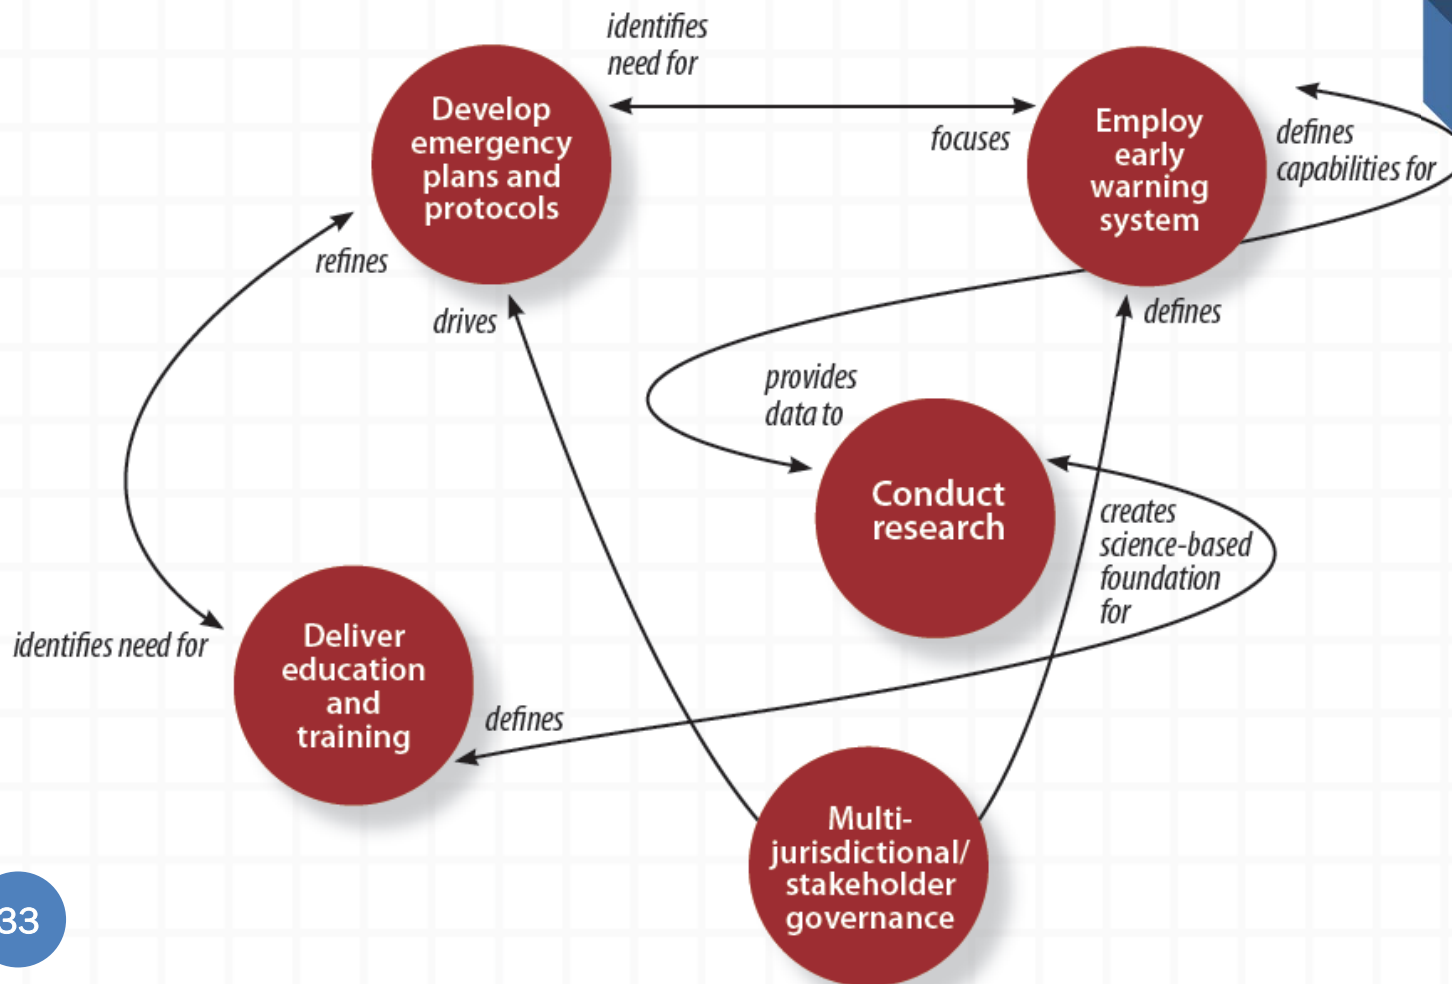 identifies
need for
Develop
emergency
plans and
protocols
focuses
Employ
early
warning
system
defines
capabilities for
refines
drives
defines
provides
data to
Conduct
research
creates
science-based
foundation
for
identifies need for
Deliver
education
and
training
defines
Multi-
jurisdictional/
stakeholder
governance
33